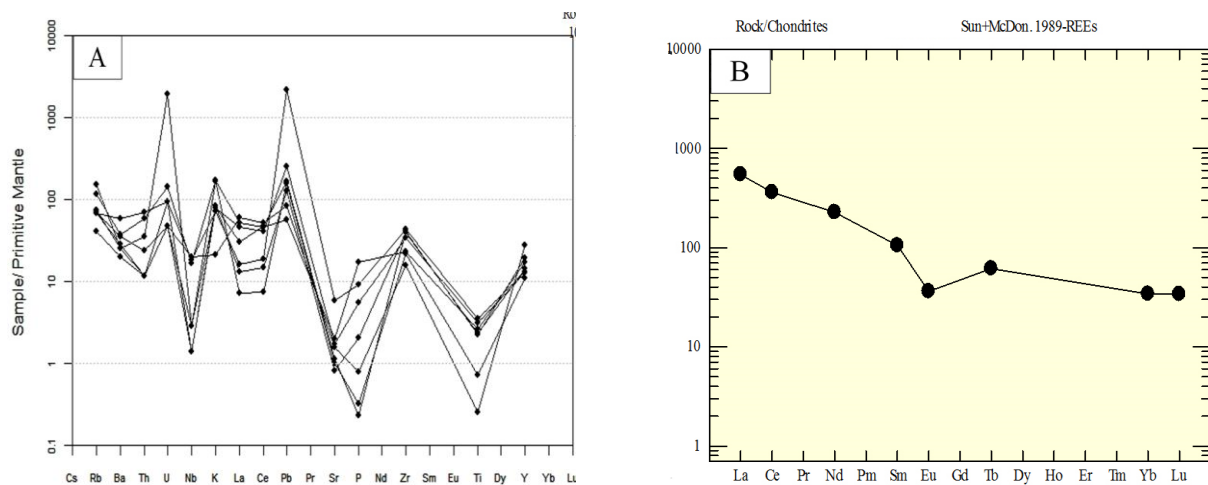 A
10000
1000
100
10
1
0.1
Sample/ Primitive Mantle
Cs Rb Ba Th U Nb K La Ce Pb Pr Sr P Nd Zr Sm Eu Ti Dy Y Yb Lu
Rock/Chondrites Sun+McDon. 1989-REEs
B
10000
1000
100
10
1
La Ce Pr Nd Pm Sm Eu Gd Tb Dy Ho Er Tm Yb Lu